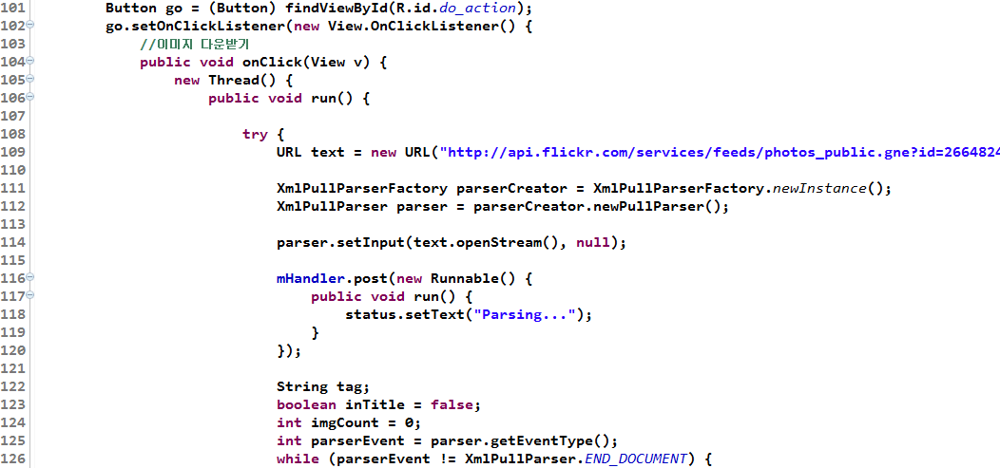 101 Button go = (Button) findViewById(R.id.do_action);
102 go.setOnClickListener(new View.OnClickListener() {
103 //이미지 다운받기
104 public void onClick(View v) {
105 new Thread() {
106 public void run() {
107
108 try {
109 URL text = new URL("http://api.flickr.com/services/feeds/photos_public.gne?id=2664824
110
111 XmlPullParserFactory parserCreator = XmlPullParserFactory.newInstance();
112 XmlPullParser parser = parserCreator.newPullParser();
113
114 parser.setInput(text.openStream(), null);
115
116 mHandler.post(new Runnable() {
117 public void run() {
118 status.setText("Parsing...");
119 }
120 });
121
122 String tag;
123 boolean inTitle = false;
124 int imgCount = 0;
125 int parserEvent = parser.getEventType();
126 while (parserEvent != XmlPullParser.END_DOCUMENT) {